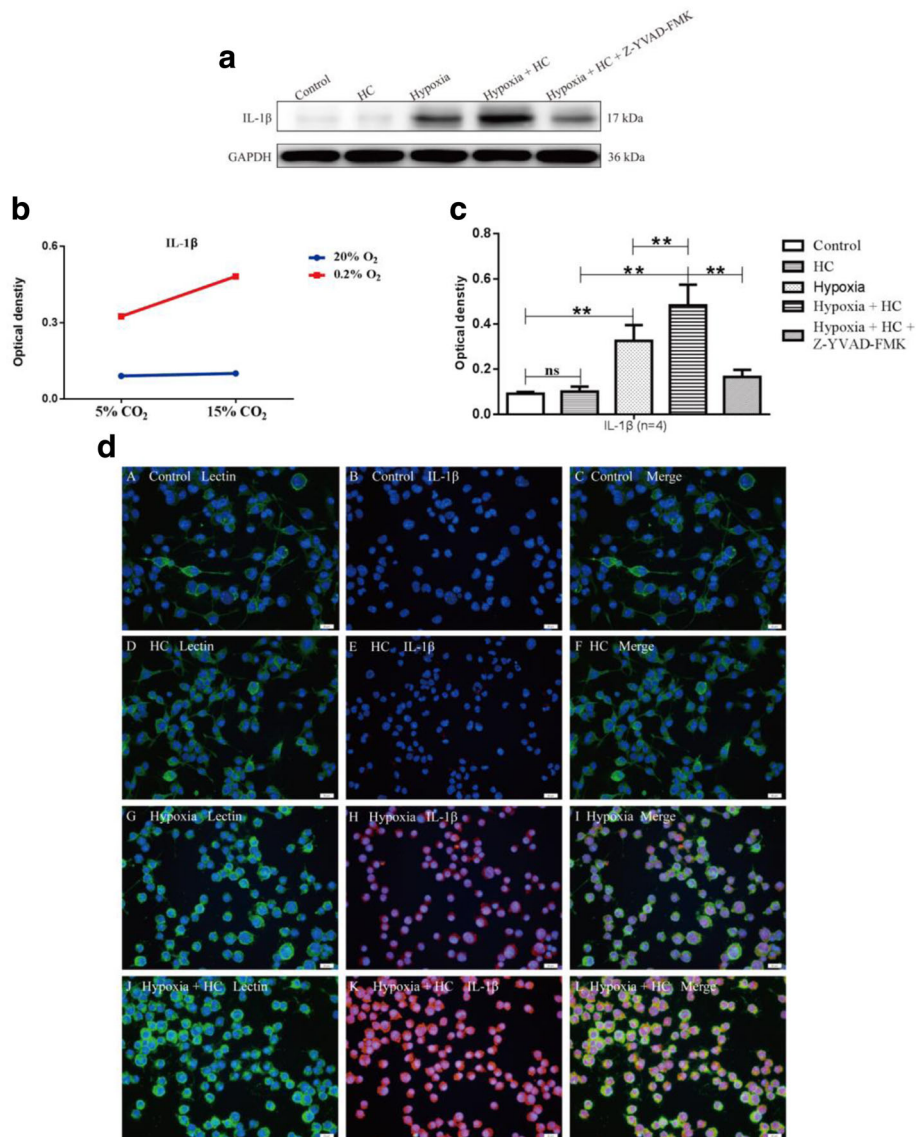 a
Control
HC
Hypoxia
Hypoxia + HC
Hypoxia + HC + Z-YVAD-FMK
IL-1β
17 kDa
GAPDH
36 kDa
b
IL-1β
20% O₂
0.2% O₂
Optical denstiy
0.6
0.3
0.0
5% CO₂
15% CO₂
c
Optical denstiy
0.8
0.6
0.4
0.2
0.0
ns
**
**
**
**
IL-1β (n=4)
Control
HC
Hypoxia
Hypoxia + HC
Hypoxia + HC +
Z-YVAD-FMK
d
A Control Lectin
B Control IL-1β
C Control Merge
D HC Lectin
E HC IL-1β
F HC Merge
G Hypoxia Lectin
H Hypoxia IL-1β
I Hypoxia Merge
J Hypoxia + HC Lectin
K Hypoxia + HC IL-1β
L Hypoxia + HC Merge